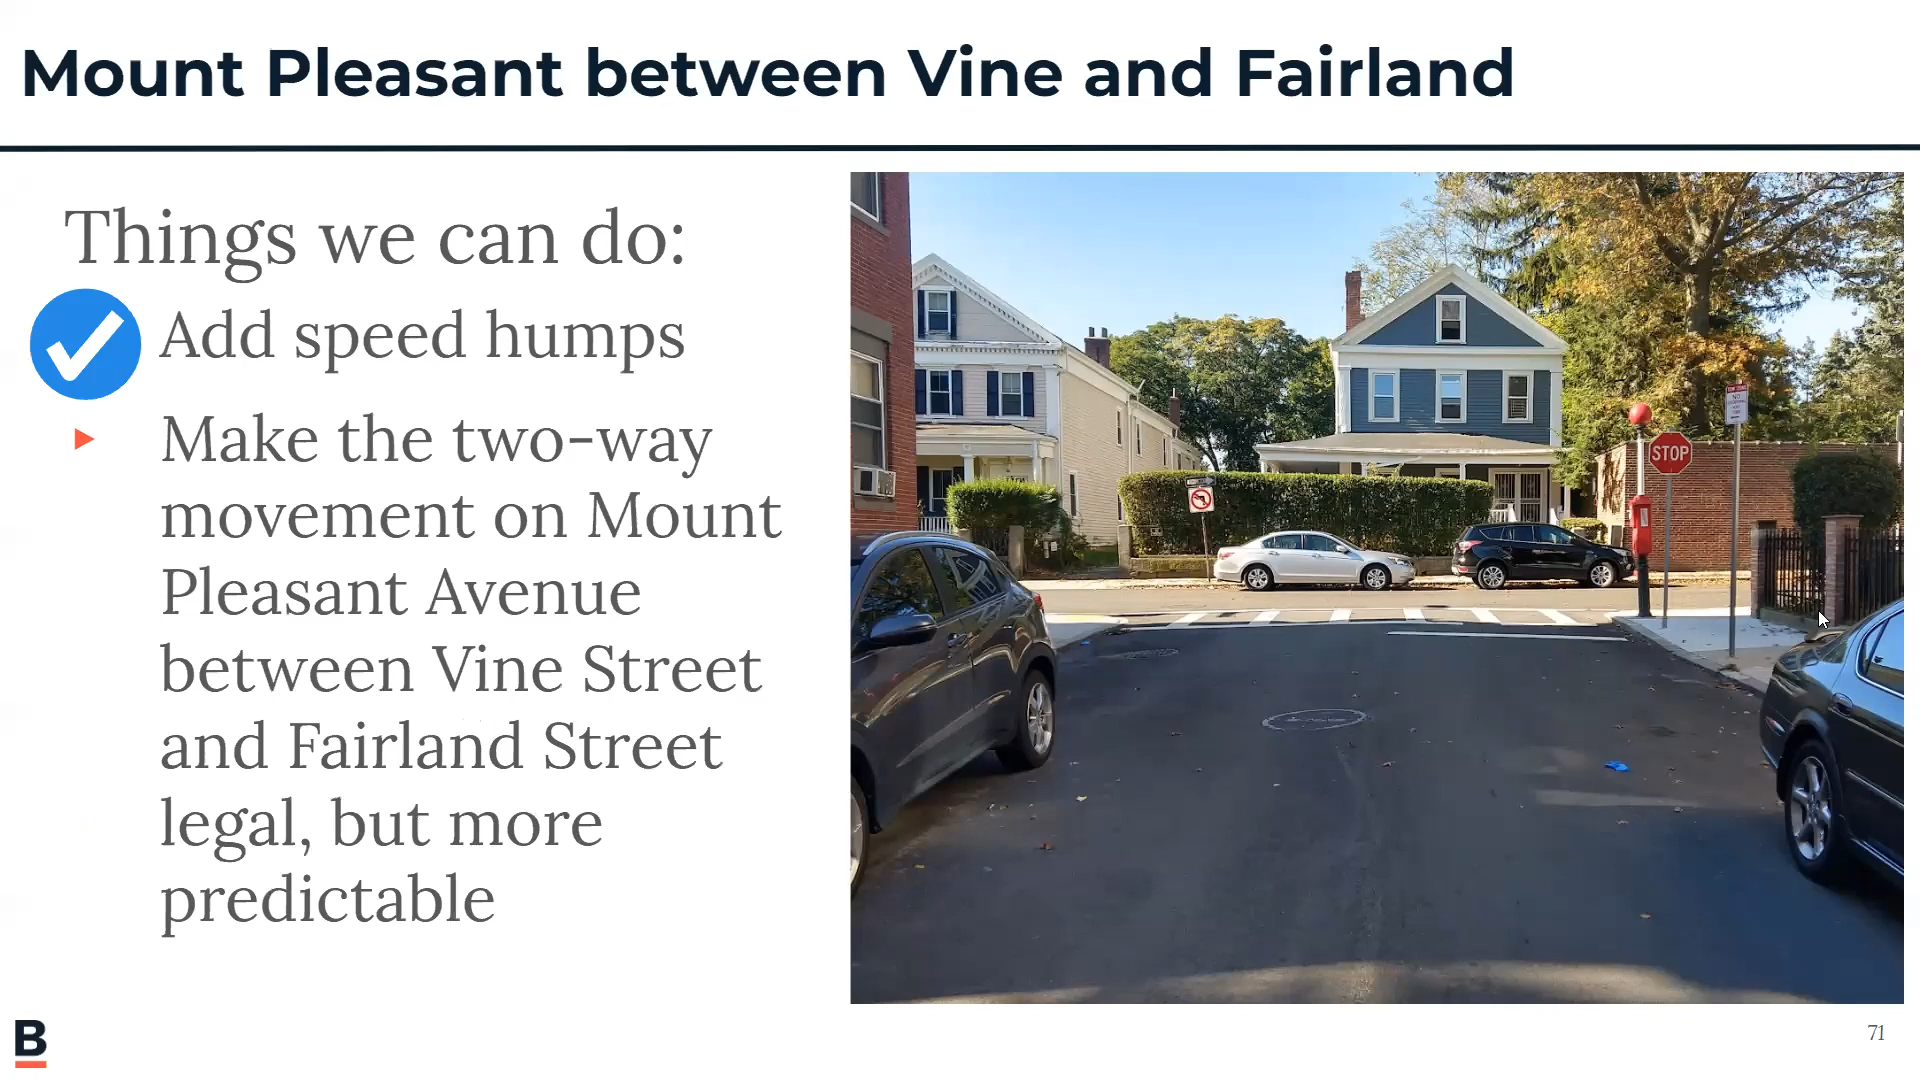 Mount Pleasant between Vine and Fairland
Things we can do:
Add speed humps
Make the two-way
movement on Mount
Pleasant Avenue
between Vine Street
and Fairland Street
legal, but more
predictable
STOP
B
71